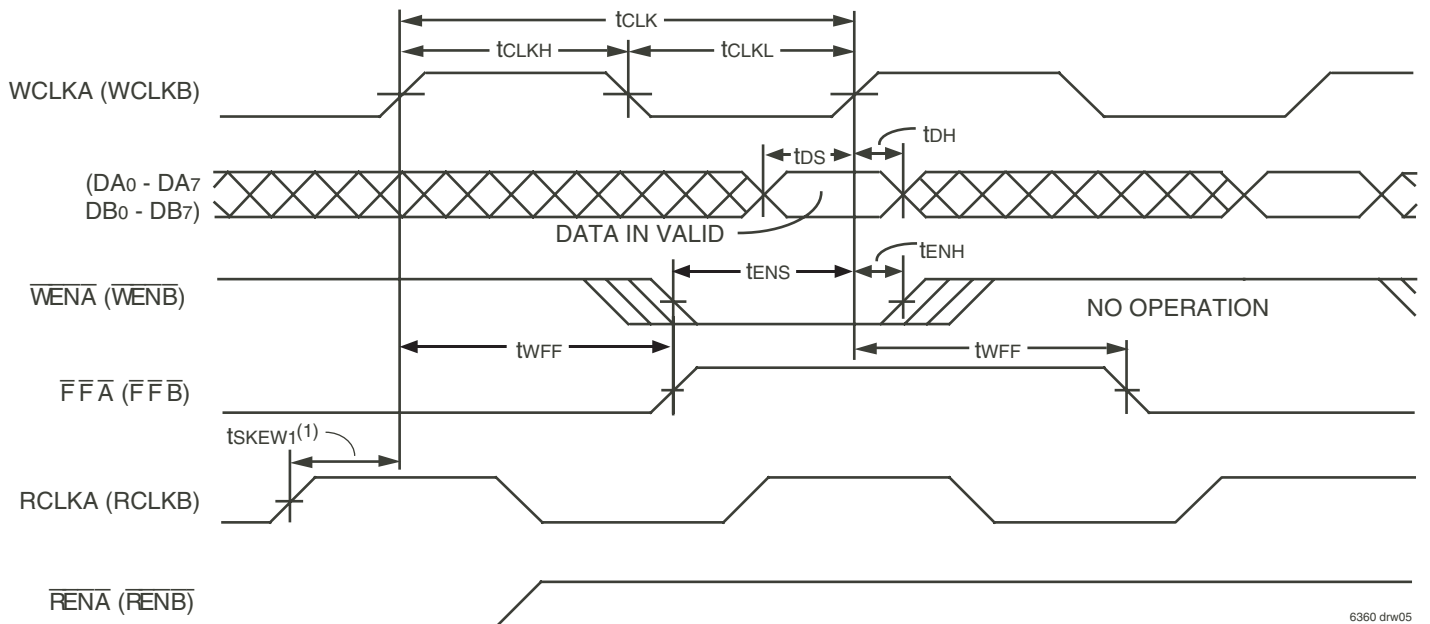 tCLK
tCLKH
tCLKL
WCLKA (WCLKB)
tDH
tDS
(DA0 - DA7
DB0 - DB7)
DATA IN VALID
tENH
tENS
WENA (WENB)
NO OPERATION
tWFF
tWFF
FFA (FFB)
tSKEW1(1)
RCLKA (RCLKB)
RENA (RENB)
6360 drw05